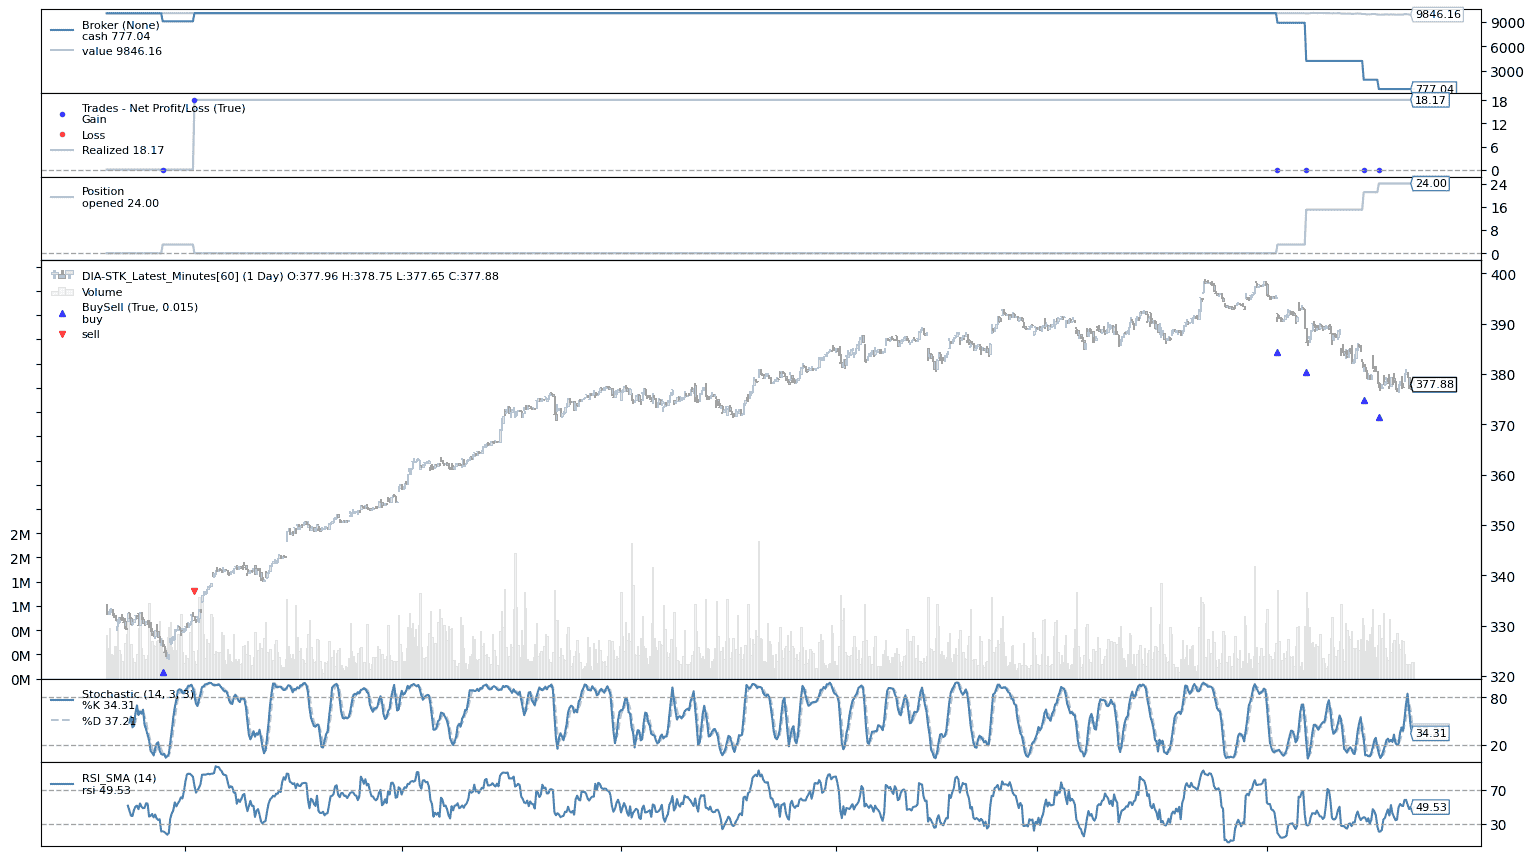 Broker (None)
cash 777.04
value 9846.16
9846.16
9000
6000
3000
777.04
Trades - Net Profit/Loss (True)
Gain
Loss
Realized 18.17
18.17
18
12
6
0
Position
opened 24.00
24.00
24
16
8
0
DIA-STK_Latest_Minutes[60] (1 Day) O:377.96 H:378.75 L:377.65 C:377.88
Volume
BuySell (True, 0.015)
buy
sell
400
390
380
377.88
370
360
350
340
330
320
2M
2M
1M
1M
0M
0M
0M
Stochastic (14, 3, 3)
%K 34.31
%D 37.21
80
34.31
20
RSI_SMA (14)
rsi 49.53
70
49.53
30